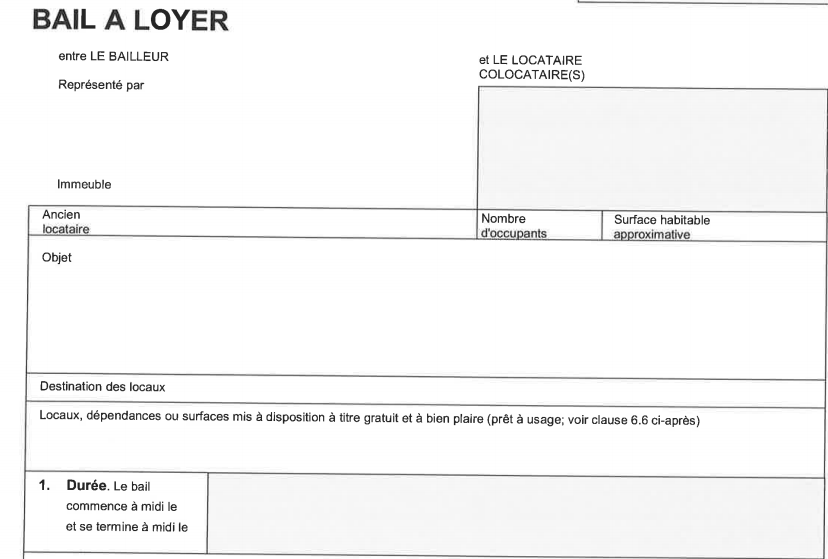 BAIL A LOYER
entre LE BAILLEUR
et LE LOCATAIRE
COLOCATAIRE(S)
Représenté par
Immeuble
Ancien
locataire
Nombre
d'occupants
Surface habitable
approximative
Objet
Destination des locaux
Locaux, dépendances ou surfaces mis à disposition à titre gratuit et à bien plaire (prêt à usage; voir clause 6.6 ci-après)
1. Durée. Le bail
commence à midi le
et se termine à midi le